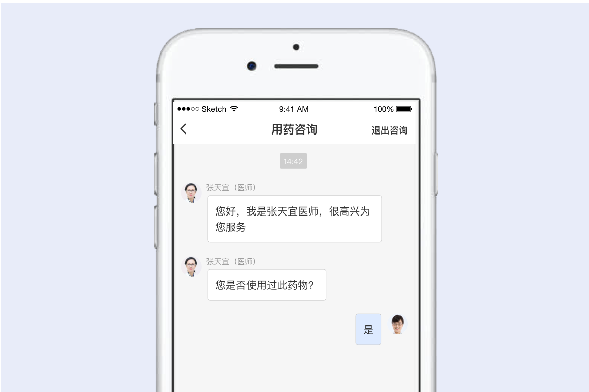 Sketch 9:41 AM 100%
用药咨询 退出咨询
14:43
张天宜（医师）
您好，我是张天宜医师，很高兴为
您服务
张天宜（医师）
您是否使用过此药物？
是